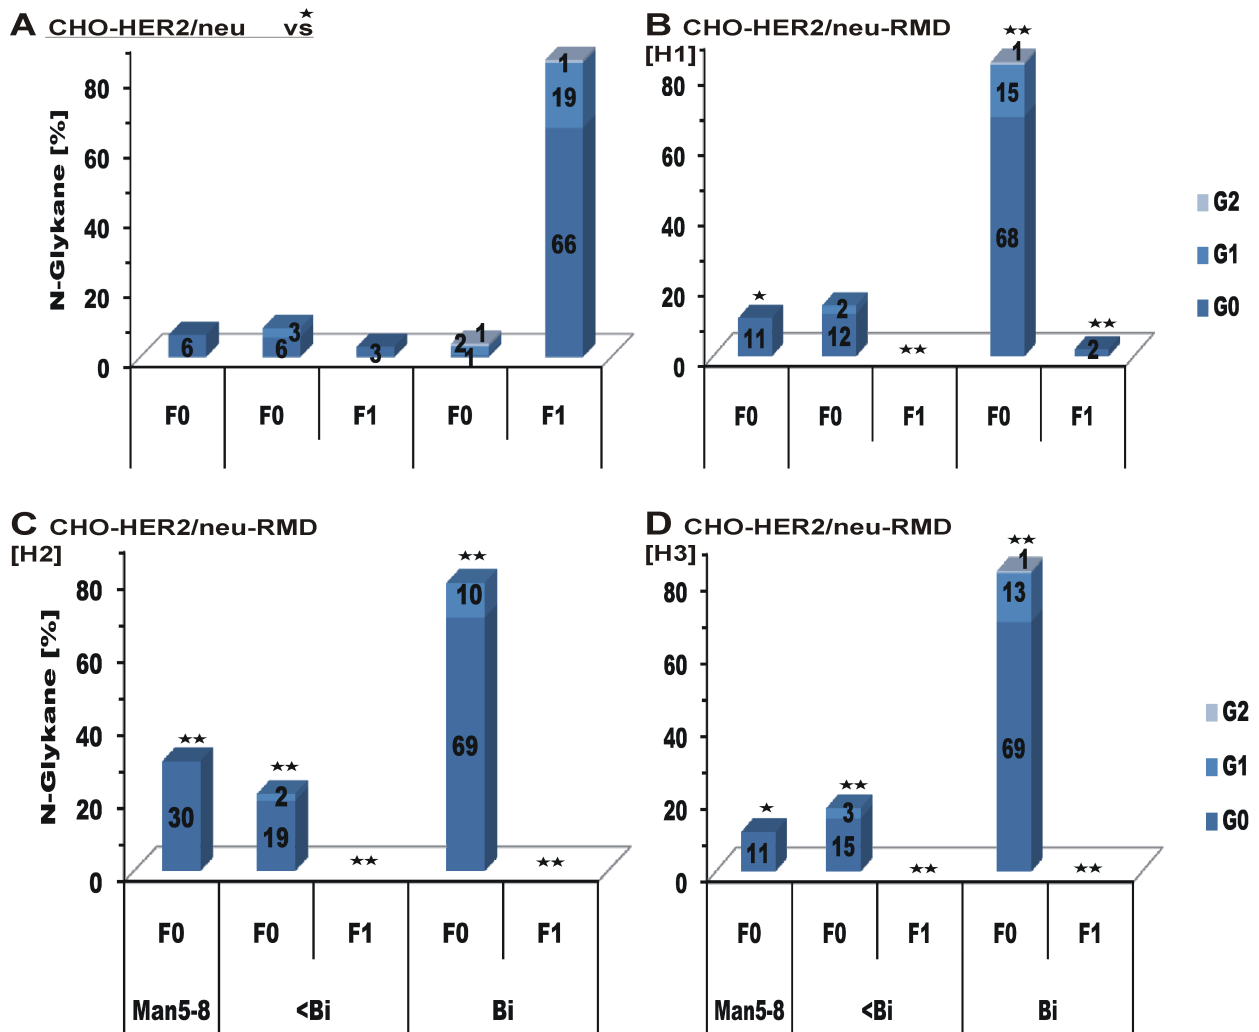 A CHO-HER2/neu vs★
B CHO-HER2/neu-RMD
[H1]
★★
N-Glykane [%]
80
60
40
20
0
6
6
3
3
1
2
1
66
19
1
F0
F0
F1
F0
F1
80
60
40
20
0
★
11
12
2
★★
68
15
1
★★
2
F0
F0
F1
F0
F1
G2
G1
G0
C CHO-HER2/neu-RMD
[H2]
D CHO-HER2/neu-RMD
[H3]
N-Glykane [%]
80
60
40
20
0
★★
30
★★
2
19
★★
★★
10
69
★★
F0
F0
F1
F0
F1
Man5-8
<Bi
Bi
80
60
40
20
0
★
11
★★
3
15
★★
★★
1
13
69
★★
F0
F0
F1
F0
F1
Man5-8
<Bi
Bi
G2
G1
G0